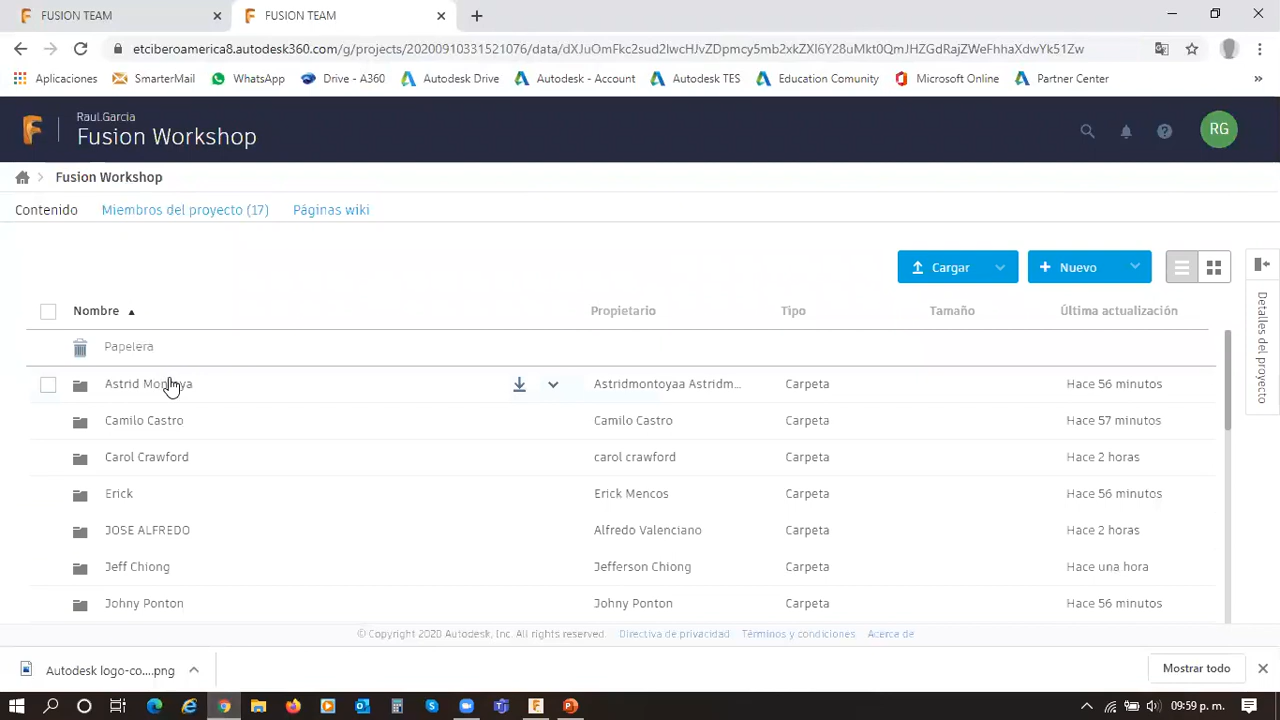 FUSION TEAM
FUSION TEAM
etciberoamerica8.autodesk360.com/g/projects/20200910331521076/data/dXJuOmFkc2sud2lwcHJvZDpmcy5mb2xkZXI6Y28uMkt0QmJHZGdRajZWeFhhaXdwYk51Zw
Aplicaciones SmarterMail WhatsApp Drive - A360 Autodesk Drive Autodesk - Account Autodesk TES Education Comunity Microsoft Online Partner Center »
Raul.Garcia
Fusion Workshop
RG
Fusion Workshop
Contenido Miembros del proyecto (17) Páginas wiki
Cargar Nuevo
Detalles del proyecto
Nombre Propietario Tipo Tamaño Última actualización
Papelera
Astrid Montoya Astridmontoyaa Astridm... Carpeta Hace 56 minutos
Camilo Castro Camilo Castro Carpeta Hace 57 minutos
Carol Crawford carol crawford Carpeta Hace 2 horas
Erick Erick Mencos Carpeta Hace 56 minutos
JOSE ALFREDO Alfredo Valenciano Carpeta Hace 2 horas
Jeff Chiong Jefferson Chiong Carpeta Hace una hora
Johny Ponton Johny Ponton Carpeta Hace 56 minutos
© Copyright 2020 Autodesk, Inc. All rights reserved. Directiva de privacidad Términos y condiciones Acerca de
Autodesk logo-co....png Mostrar todo
09:59 p. m.